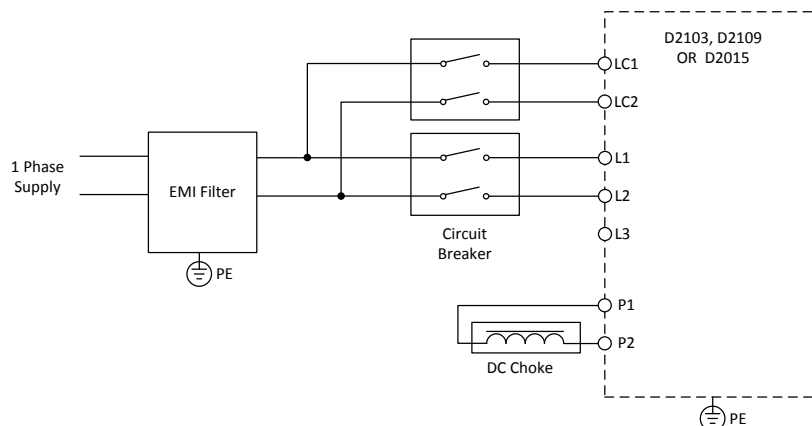 D2103, D2109
OR D2015
LC1
LC2
1 Phase
Supply
EMI Filter
L1
L2
Circuit
Breaker
L3
PE
P1
P2
DC Choke
PE